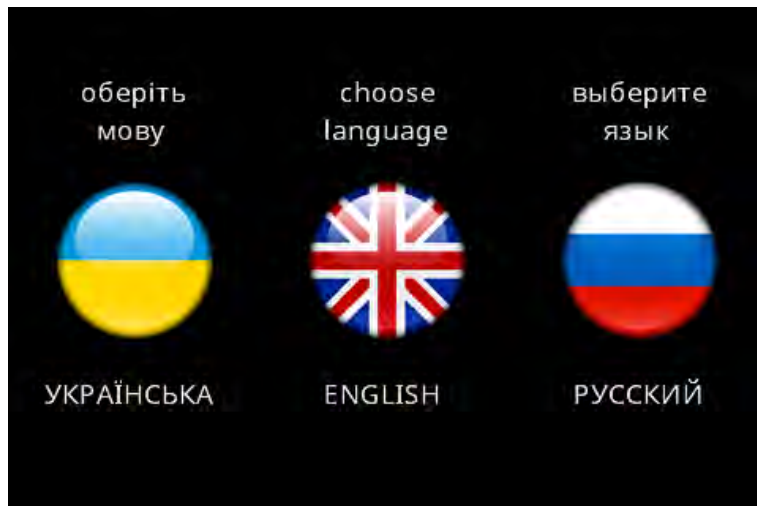 оберіть
мову
choose
language
выберите
язык
УКРАЇНСЬКА
ENGLISH
РУССКИЙ